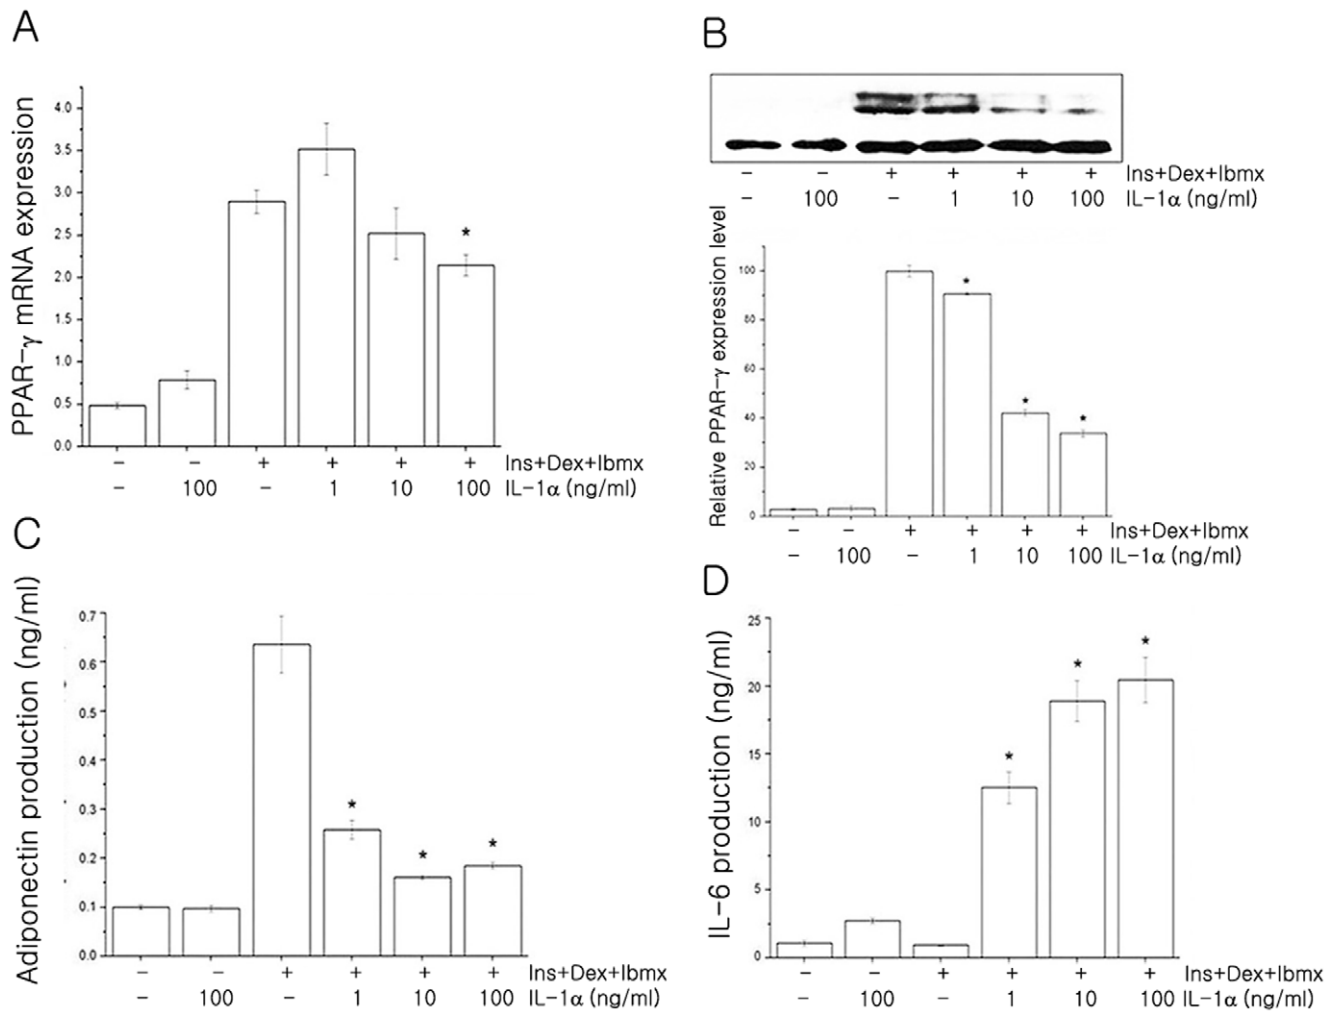 A
PPAR-γ mRNA expression
4.0
3.5
3.0
2.5
2.0
1.5
1.0
0.5
0.0
*
- - + + + + Ins+Dex+Ibmx
- 100 - 1 10 100 IL-1α (ng/ml)
B
- - + + + + Ins+Dex+Ibmx
- 100 - 1 10 100 IL-1α (ng/ml)
Relative PPAR-γ expression level
100
80
60
40
20
0
* * *
- - + + + + Ins+Dex+Ibmx
- 100 - 1 10 100 IL-1α (ng/ml)
C
Adiponectin production (ng/ml)
0.7
0.6
0.5
0.4
0.3
0.2
0.1
0.0
* * *
- - + + + + Ins+Dex+Ibmx
- 100 - 1 10 100 IL-1α (ng/ml)
D
IL-6 production (ng/ml)
25
20
15
10
5
0
* * *
- - + + + + Ins+Dex+Ibmx
- 100 - 1 10 100 IL-1α (ng/ml)